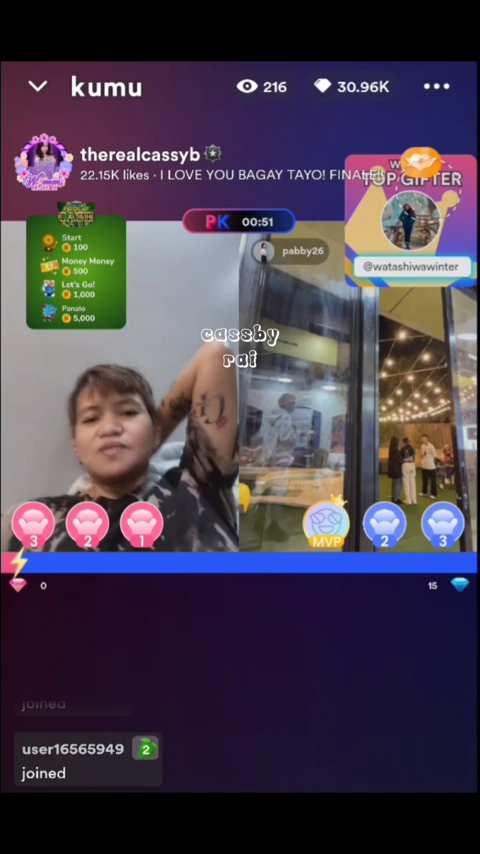 kumu
216
30.96K
therealcassyb
22.15K likes · I LOVE YOU BAGAY TAYO! FINALE
TOP GIFTER
@watashiwawinter
PK 00:51
pabby26
CASH
Start
100
Money Money
500
Let's Go!
1,000
Panalo
5,000
cassby
rai
3
2
1
MVP
2
3
0
15
joined
user16565949 2
joined